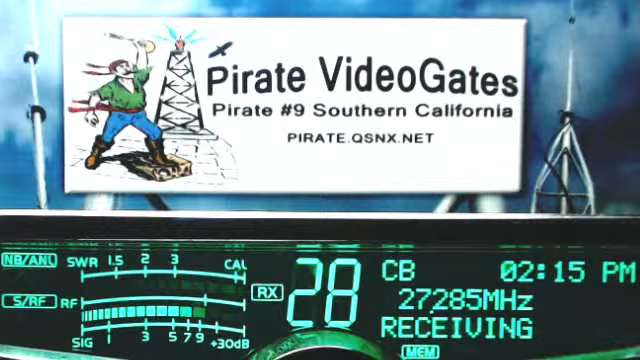 Pirate VideoGates
Pirate #9 Southern California
PIRATE.QSNX.NET
NB/ANL SWR 1.5 2 3 CAL
S/RF RF
SIG 1 3 5 7 9 +30dB
RX 28
CB 02:15 PM
27285MHz
RECEIVING
MEM